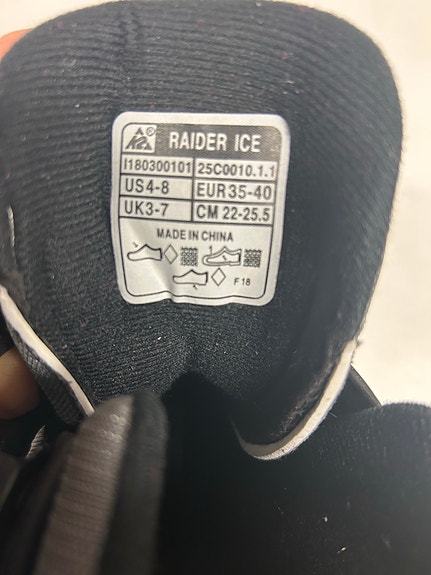 K2® RAIDER ICE
I180300101 25C0010.1.1
US4-8 EUR35-40
UK3-7 CM 22-25.5
MADE IN CHINA
F18